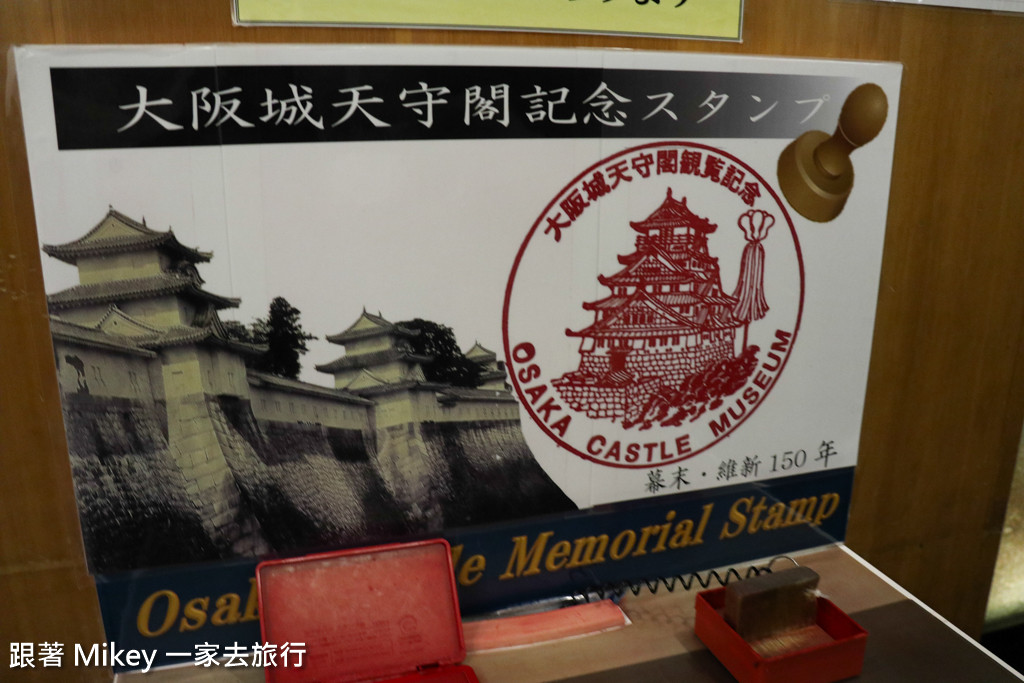 大阪城天守閣記念スタンプ
大阪城天守閣観覧記念
OSAKA CASTLE MUSEUM
幕末・維新 150 年
Memorial Stamp
跟著 Mikey 一家去旅行